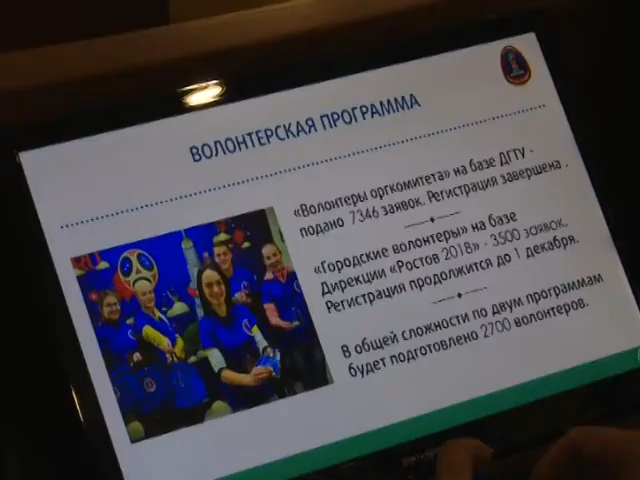 ВОЛОНТЕРСКАЯ ПРОГРАММА
«Волонтеры оргкомитета» на базе ДГТУ -
подано 7346 заявок. Регистрация завершена .
«Городские волонтеры» на базе
Дирекции «Ростов 2018» - 3500 заявок.
Регистрация продолжится до 1 декабря.
В общей сложности по двум программам
будет подготовлено 2700 волонтеров.